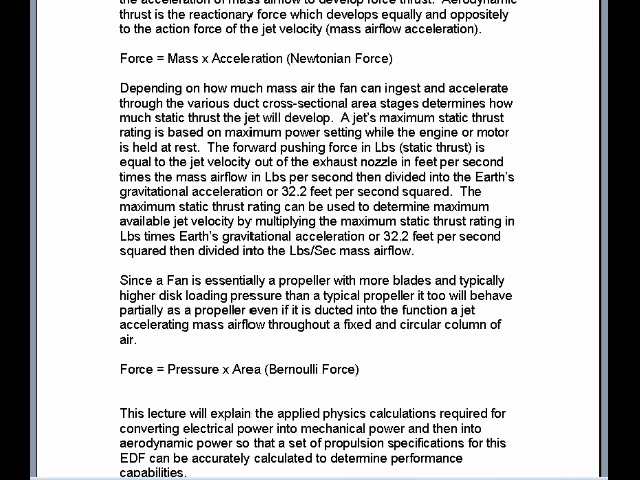 the acceleration of mass airflow to develop force thrust. Aerodynamic
thrust is the reactionary force which develops equally and oppositely
to the action force of the jet velocity (mass airflow acceleration).
Force = Mass x Acceleration (Newtonian Force)
Depending on how much mass air the fan can ingest and accelerate
through the various duct cross-sectional area stages determines how
much static thrust the jet will develop. A jet's maximum static thrust
rating is based on maximum power setting while the engine or motor
is held at rest. The forward pushing force in Lbs (static thrust) is
equal to the jet velocity out of the exhaust nozzle in feet per second
times the mass airflow in Lbs per second then divided into the Earth's
gravitational acceleration or 32.2 feet per second squared. The
maximum static thrust rating can be used to determine maximum
available jet velocity by multiplying the maximum static thrust rating in
Lbs times Earth's gravitational acceleration or 32.2 feet per second
squared then divided into the Lbs/Sec mass airflow.
Since a Fan is essentially a propeller with more blades and typically
higher disk loading pressure than a typical propeller it too will behave
partially as a propeller even if it is ducted into the function a jet
accelerating mass airflow throughout a fixed and circular column of
air.
Force = Pressure x Area (Bernoulli Force)
This lecture will explain the applied physics calculations required for
converting electrical power into mechanical power and then into
aerodynamic power so that a set of propulsion specifications for this
EDF can be accurately calculated to determine performance
capabilities.